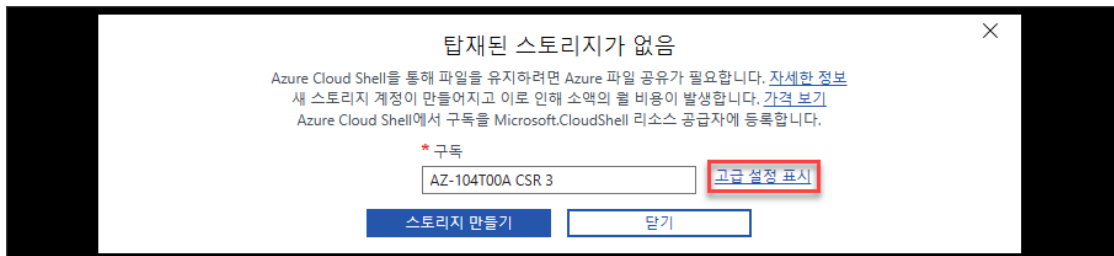 탑재된 스토리지가 없음
Azure Cloud Shell을 통해 파일을 유지하려면 Azure 파일 공유가 필요합니다. 자세한 정보
새 스토리지 계정이 만들어지고 이로 인해 소액의 월 비용이 발생합니다. 가격 보기
Azure Cloud Shell에서 구독을 Microsoft.CloudShell 리소스 공급자에 등록합니다.
* 구독
AZ-104T00A CSR 3 고급 설정 표시
스토리지 만들기 닫기